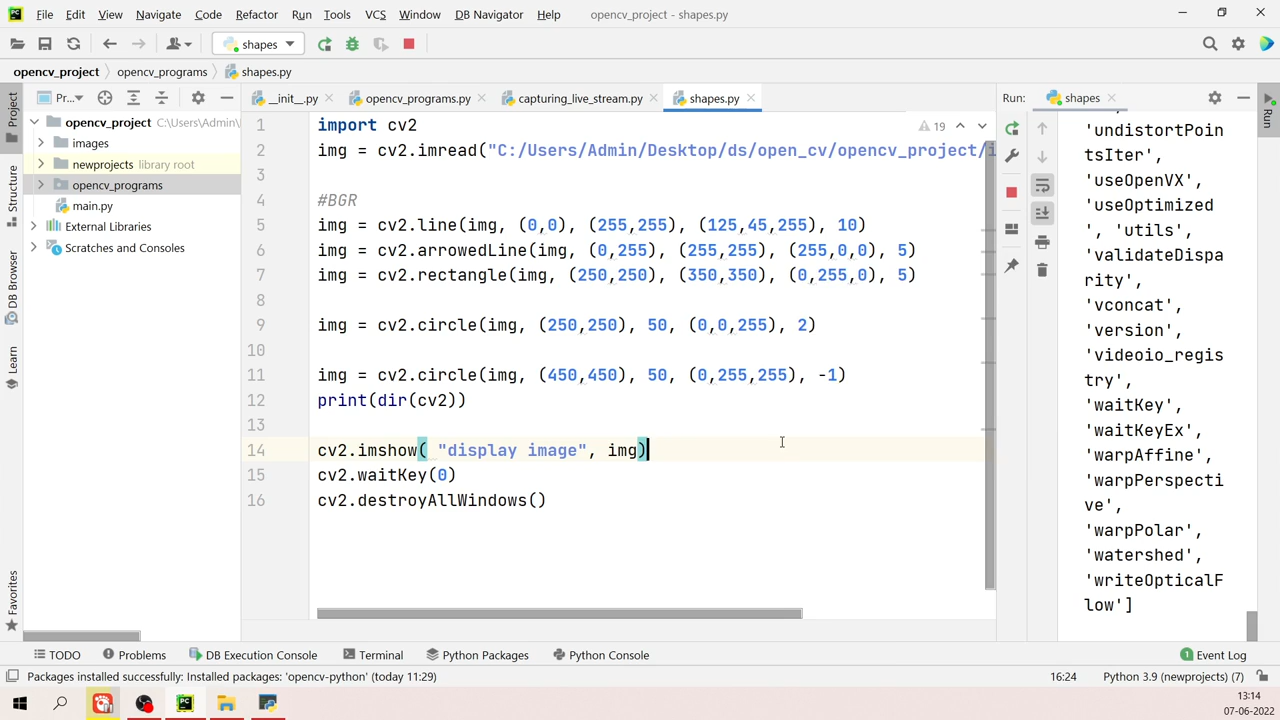 File Edit View Navigate Code Refactor Run Tools VCS Window DB Navigator Help opencv_project - shapes.py
shapes
opencv_project opencv_programs shapes.py
Project
Structure
DB Browser
Learn
Favorites
Pr...
opencv_project C:\Users\Admin\
images
newprojects library root
opencv_programs
main.py
External Libraries
Scratches and Consoles
__init__.py opencv_programs.py capturing_live_stream.py shapes.py
19
1 import cv2
2 img = cv2.imread("C:/Users/Admin/Desktop/ds/open_cv/opencv_project/i
3
4 #BGR
5 img = cv2.line(img, (0,0), (255,255), (125,45,255), 10)
6 img = cv2.arrowedLine(img, (0,255), (255,255), (255,0,0), 5)
7 img = cv2.rectangle(img, (250,250), (350,350), (0,255,0), 5)
8
9 img = cv2.circle(img, (250,250), 50, (0,0,255), 2)
10
11 img = cv2.circle(img, (450,450), 50, (0,255,255), -1)
12 print(dir(cv2))
13
14 cv2.imshow( "display image", img)
15 cv2.waitKey(0)
16 cv2.destroyAllWindows()
Run: shapes
'undistortPoin
tsIter',
'useOpenVX',
'useOptimized
', 'utils',
'validateDispa
rity',
'vconcat',
'version',
'videoio_regis
try',
'waitKey',
'waitKeyEx',
'warpAffine',
'warpPerspecti
ve',
'warpPolar',
'watershed',
'writeOpticalF
low']
Run
TODO Problems DB Execution Console Terminal Python Packages Python Console Event Log
Packages installed successfully: Installed packages: 'opencv-python' (today 11:29) 16:24 Python 3.9 (newprojects) (7)
13:14
07-06-2022